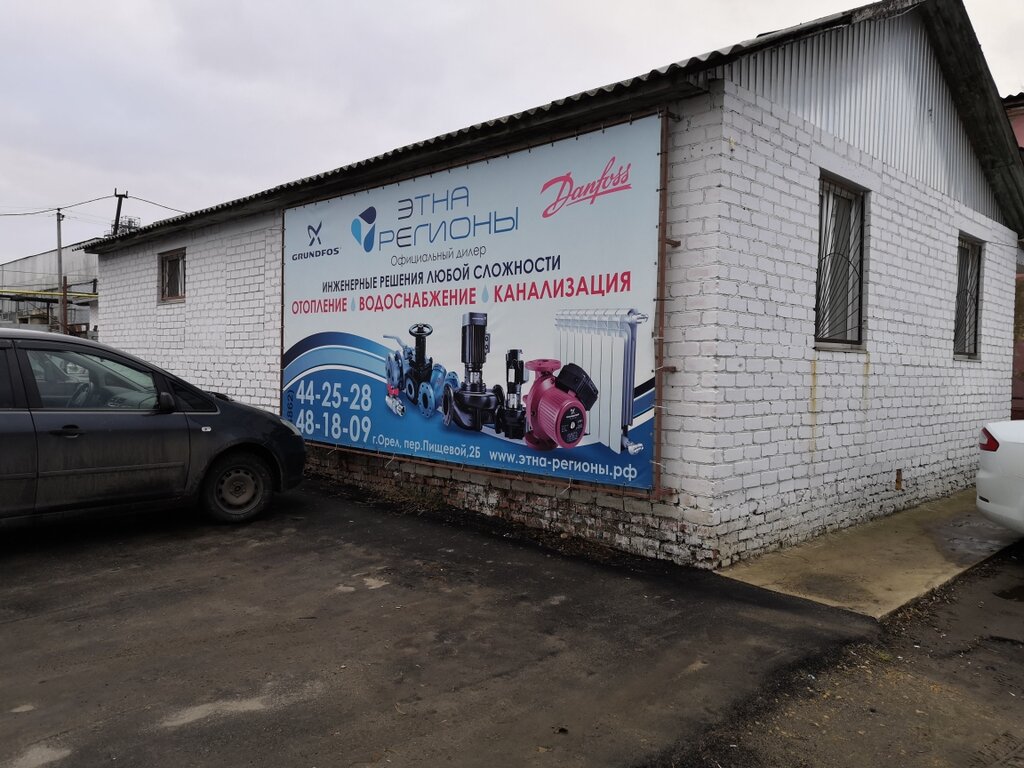 GRUNDFOS
ЭТНА
РЕГИОНЫ
Danfoss
Официальный дилер
ИНЖЕНЕРНЫЕ РЕШЕНИЯ ЛЮБОЙ СЛОЖНОСТИ
ОТОПЛЕНИЕ ВОДОСНАБЖЕНИЕ КАНАЛИЗАЦИЯ
44-25-28
48-18-09
г.Орел, пер.Пищевой,2Б www.этна-регионы.рф